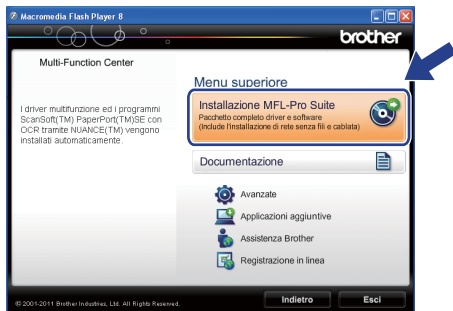 Macromedia Flash Player 8
brother
Multi-Function Center
Menu superiore
I driver multifunzione ed i programmi
ScanSoft(TM) PaperPort(TM)SE con
OCR tramite NUANCE(TM) vengono
installati automaticamente.
Installazione MFL-Pro Suite
Pacchetto completo driver e software
(Include l'installazione di rete senza fili e cablata)
Documentazione
Avanzate
Applicazioni aggiuntive
Assistenza Brother
Registrazione in linea
© 2001-2011 Brother Industries, Ltd. All Rights Reserved.
Indietro
Esci